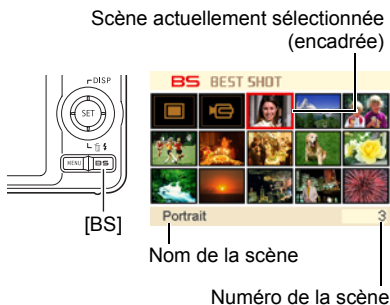 Scène actuellement sélectionnée
(encadrée)
DISP
SET
MENU
BS
[BS]
BS BEST SHOT
Portrait
3
Nom de la scène
Numéro de la scène